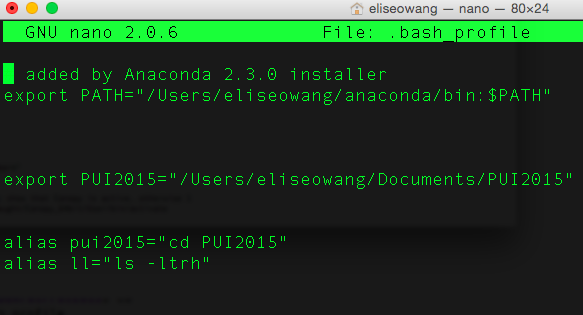 eliseowang — nano — 80×24
GNU nano 2.0.6 File: .bash_profile
added by Anaconda 2.3.0 installer
export PATH="/Users/eliseowang/anaconda/bin:$PATH"
export PUI2015="/Users/eliseowang/Documents/PUI2015"
alias pui2015="cd PUI2015"
alias ll="ls -ltrh"